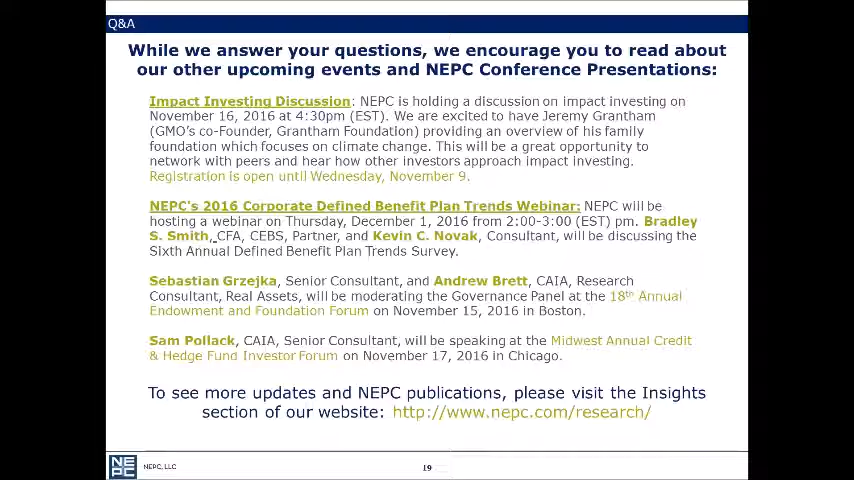 Q&A
While we answer your questions, we encourage you to read about
our other upcoming events and NEPC Conference Presentations:
Impact Investing Discussion: NEPC is holding a discussion on impact investing on
November 16, 2016 at 4:30pm (EST). We are excited to have Jeremy Grantham
(GMO's co-Founder, Grantham Foundation) providing an overview of his family
foundation which focuses on climate change. This will be a great opportunity to
network with peers and hear how other investors approach impact investing.
Registration is open until Wednesday, November 9.
NEPC's 2016 Corporate Defined Benefit Plan Trends Webinar: NEPC will be
hosting a webinar on Thursday, December 1, 2016 from 2:00-3:00 (EST) pm. Bradley
S. Smith, CFA, CEBS, Partner, and Kevin C. Novak, Consultant, will be discussing the
Sixth Annual Defined Benefit Plan Trends Survey.
Sebastian Grzejka, Senior Consultant, and Andrew Brett, CAIA, Research
Consultant, Real Assets, will be moderating the Governance Panel at the 18th Annual
Endowment and Foundation Forum on November 15, 2016 in Boston.
Sam Pollack, CAIA, Senior Consultant, will be speaking at the Midwest Annual Credit
& Hedge Fund Investor Forum on November 17, 2016 in Chicago.
To see more updates and NEPC publications, please visit the Insights
section of our website: http://www.nepc.com/research/
NE
PC
NEPC, LLC
19